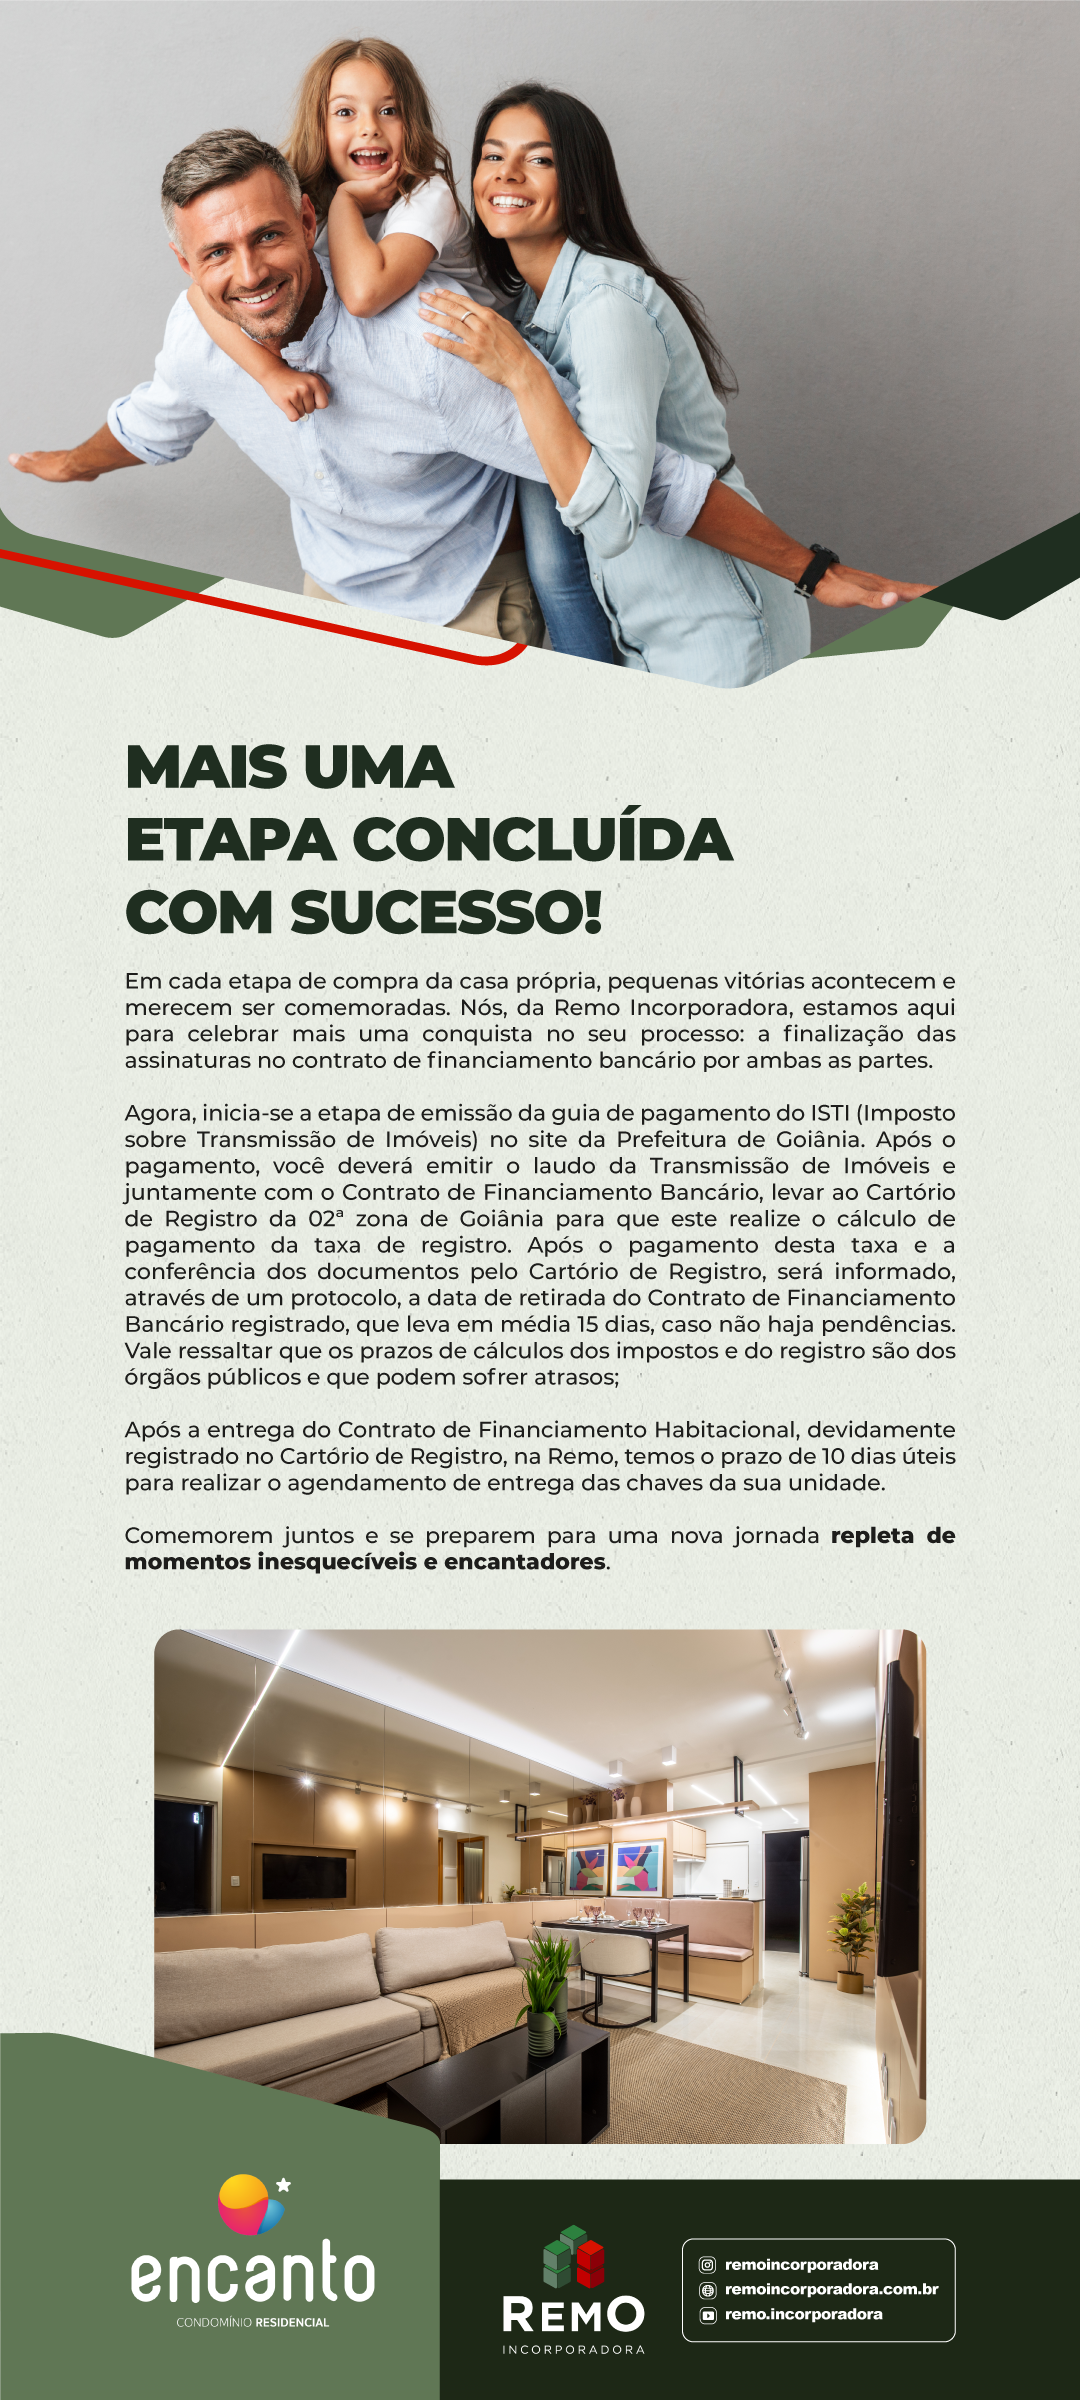 MAIS UMA
ETAPA CONCLUÍDA
COM SUCESSO!
Em cada etapa de compra da casa própria, pequenas vitórias acontecem e
merecem ser comemoradas. Nós, da Remo Incorporadora, estamos aqui
para celebrar mais uma conquista no seu processo: a finalização das
assinaturas no contrato de financiamento bancário por ambas as partes.
Agora, inicia-se a etapa de emissão da guia de pagamento do ISTI (Imposto
sobre Transmissão de Imóveis) no site da Prefeitura de Goiânia. Após o
pagamento, você deverá emitir o laudo da Transmissão de Imóveis e
juntamente com o Contrato de Financiamento Bancário, levar ao Cartório
de Registro da 02ª zona de Goiânia para que este realize o cálculo de
pagamento da taxa de registro. Após o pagamento desta taxa e a
conferência dos documentos pelo Cartório de Registro, será informado,
através de um protocolo, a data de retirada do Contrato de Financiamento
Bancário registrado, que leva em média 15 dias, caso não haja pendências.
Vale ressaltar que os prazos de cálculos dos impostos e do registro são dos
órgãos públicos e que podem sofrer atrasos;
Após a entrega do Contrato de Financiamento Habitacional, devidamente
registrado no Cartório de Registro, na Remo, temos o prazo de 10 dias úteis
para realizar o agendamento de entrega das chaves da sua unidade.
Comemorem juntos e se preparem para uma nova jornada repleta de
momentos inesquecíveis e encantadores.
encanto
CONDOMÍNIO RESIDENCIAL
REMO
INCORPORADORA
remoincorporadora
remoincorporadora.com.br
remo.incorporadora